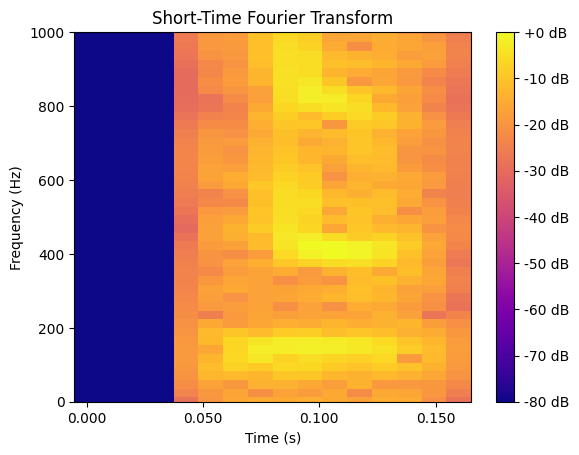 Short-Time Fourier Transform
1000
800
600
400
200
0
Frequency (Hz)
0.000
0.050
0.100
0.150
Time (s)
+0 dB
-10 dB
-20 dB
-30 dB
-40 dB
-50 dB
-60 dB
-70 dB
-80 dB